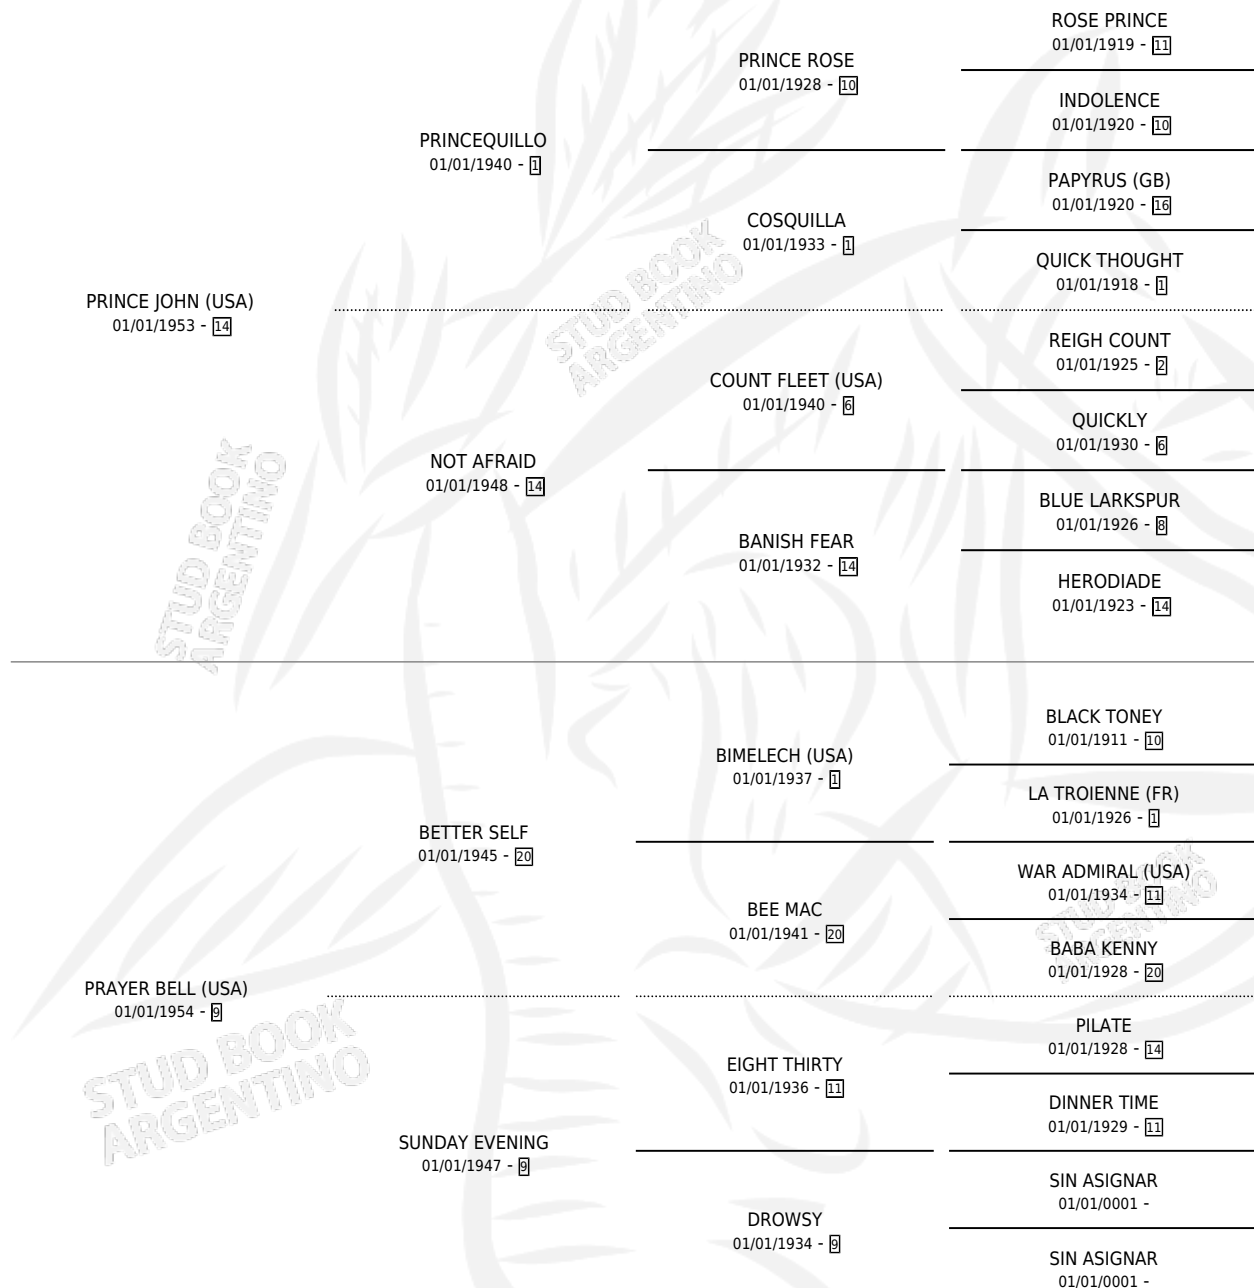 ROSE PRINCE
01/01/1919 - 11
PRINCE ROSE
01/01/1928 - 10
INDOLENCE
01/01/1920 - 10
PRINCEQUILLO
01/01/1940 - 1
PAPYRUS (GB)
01/01/1920 - 16
COSQUILLA
01/01/1933 - 1
QUICK THOUGHT
01/01/1918 - 1
PRINCE JOHN (USA)
01/01/1953 - 14
STUD BOOK
ARGENTINO
REIGH COUNT
01/01/1925 - 2
COUNT FLEET (USA)
01/01/1940 - 6
QUICKLY
01/01/1930 - 6
NOT AFRAID
01/01/1948 - 14
BLUE LARKSPUR
01/01/1926 - 8
BANISH FEAR
01/01/1932 - 14
HERODIADE
01/01/1923 - 14
STUD BOOK
ARGENTINO
BLACK TONEY
01/01/1911 - 10
BIMELECH (USA)
01/01/1937 - 1
LA TROIENNE (FR)
01/01/1926 - 1
BETTER SELF
01/01/1945 - 20
WAR ADMIRAL (USA)
01/01/1934 - 11
BEE MAC
01/01/1941 - 20
STUD BOOK
ARGENTINO
BABA KENNY
01/01/1928 - 20
PRAYER BELL (USA)
01/01/1954 - 9
STUD BOOK
ARGENTINO
PILATE
01/01/1928 - 14
EIGHT THIRTY
01/01/1936 - 11
DINNER TIME
01/01/1929 - 11
SUNDAY EVENING
01/01/1947 - 9
SIN ASIGNAR
01/01/0001 -
DROWSY
01/01/1934 - 9
SIN ASIGNAR
01/01/0001 -